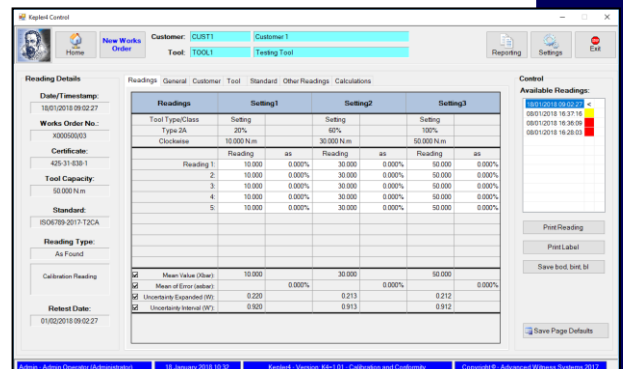 Kepler4 Control
Home
New Works Order
Customer: CUST1 Customer 1
Tool: TOOL1 Testing Tool
Reporting
Settings
Exit
Reading Details
Date/Timestamp:
18/01/2018 09:02:27
Works Order No.:
X000500/03
Certificate:
425-31-838-1
Tool Capacity:
50.000 N.m
Standard:
ISO6789-2017-T2CA
Reading Type:
As Found
Calibration Reading
Retest Date:
01/02/2018 09:02:27
Readings General Customer Tool Standard Other Readings Calculations
Readings Setting1 Setting2 Setting3
Tool Type/Class Setting Setting Setting
Type 2A 20% 60% 100%
Clockwise 10.000 N.m 30.000 N.m 50.000 N.m
Reading as Reading as Reading as
Reading 1: 10.000 0.000% 30.000 0.000% 50.000 0.000%
2: 10.000 0.000% 30.000 0.000% 50.000 0.000%
3: 10.000 0.000% 30.000 0.000% 50.000 0.000%
4: 10.000 0.000% 30.000 0.000% 50.000 0.000%
5: 10.000 0.000% 30.000 0.000% 50.000 0.000%
Mean Value (Xbar): 10.000 30.000 50.000
Mean of Error (asbar): 0.000% 0.000% 0.000%
Uncertainty Expanded (W): 0.220 0.213 0.212
Uncertainty Interval (W'): 0.920 0.913 0.912
Control
Available Readings:
18/01/2018 09:02:27 <
08/01/2018 16:37:16
08/01/2018 16:36:09
08/01/2018 16:28:03
Print Reading
Print Label
Save bod, bint, bl
Save Page Defaults
Admin - Admin Operator (Administrator) 18 January 2018 10:32 Kepler4 - Version: K4=1.01 - Calibration and Conformity Copyright © - Advanced Witness Systems 2017